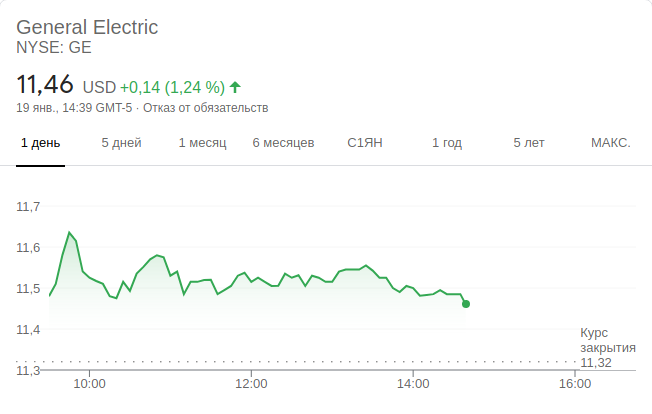 General Electric
NYSE: GE
11,46 USD +0,14 (1,24 %)
19 янв., 14:39 GMT-5 · Отказ от обязательств
1 день 5 дней 1 месяц 6 месяцев С1ЯН 1 год 5 лет МАКС.
11,7
11,6
11,5
11,4
11,3
Курс
закрытия
11,32
10:00 12:00 14:00 16:00